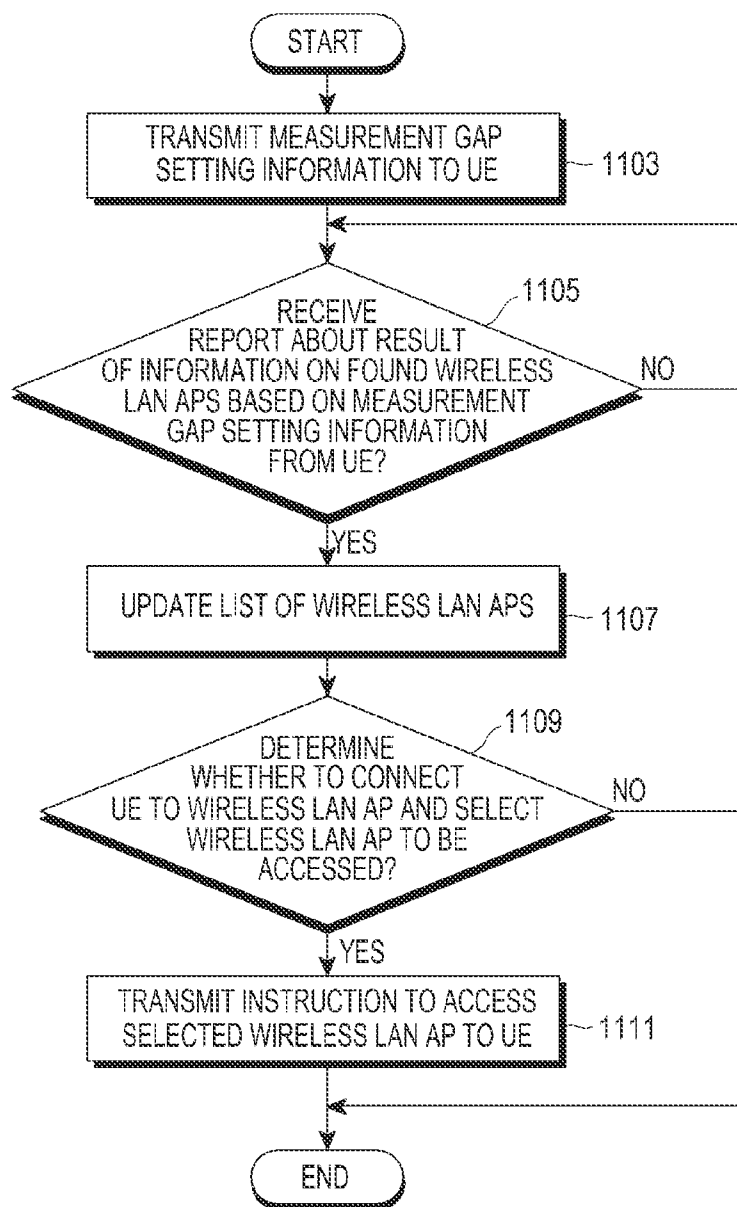 START
TRANSMIT MEASUREMENT GAP
SETTING INFORMATION TO UE
1103
1105
RECEIVE
REPORT ABOUT RESULT
OF INFORMATION ON FOUND WIRELESS
LAN APS BASED ON MEASUREMENT
GAP SETTING INFORMATION
FROM UE?
NO
YES
UPDATE LIST OF WIRELESS LAN APS
1107
1109
DETERMINE
WHETHER TO CONNECT
UE TO WIRELESS LAN AP AND SELECT
WIRELESS LAN AP TO BE
ACCESSED?
NO
YES
TRANSMIT INSTRUCTION TO ACCESS
SELECTED WIRELESS LAN AP TO UE
1111
END